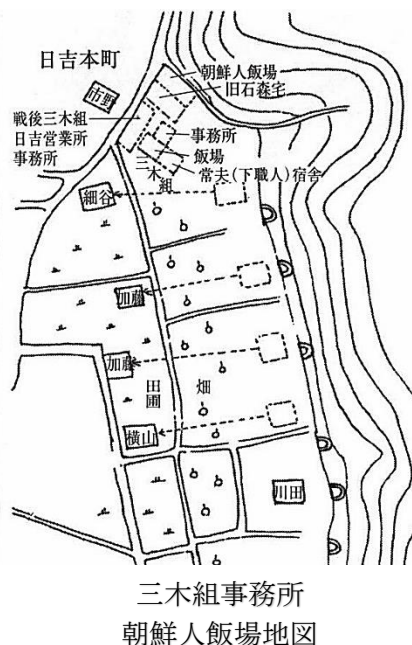 日吉本町
市野
朝鮮人飯場
旧石森宅
戦後三木組
日吉営業所
事務所
事務所
飯場
常夫(下職人)宿舎
三木組
細谷
加藤
加藤
田圃
畑
横山
川田
三木組事務所
朝鮮人飯場地図